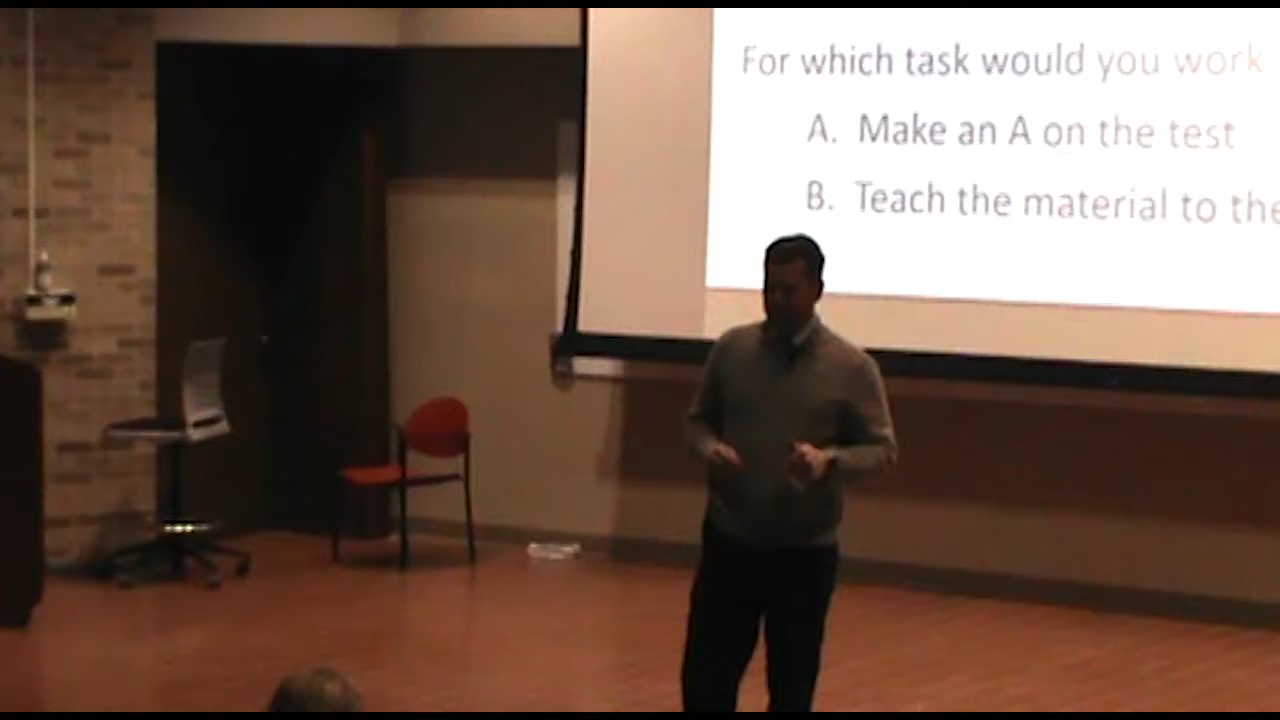 For which task would you work
A. Make an A on the test
B. Teach the material to the